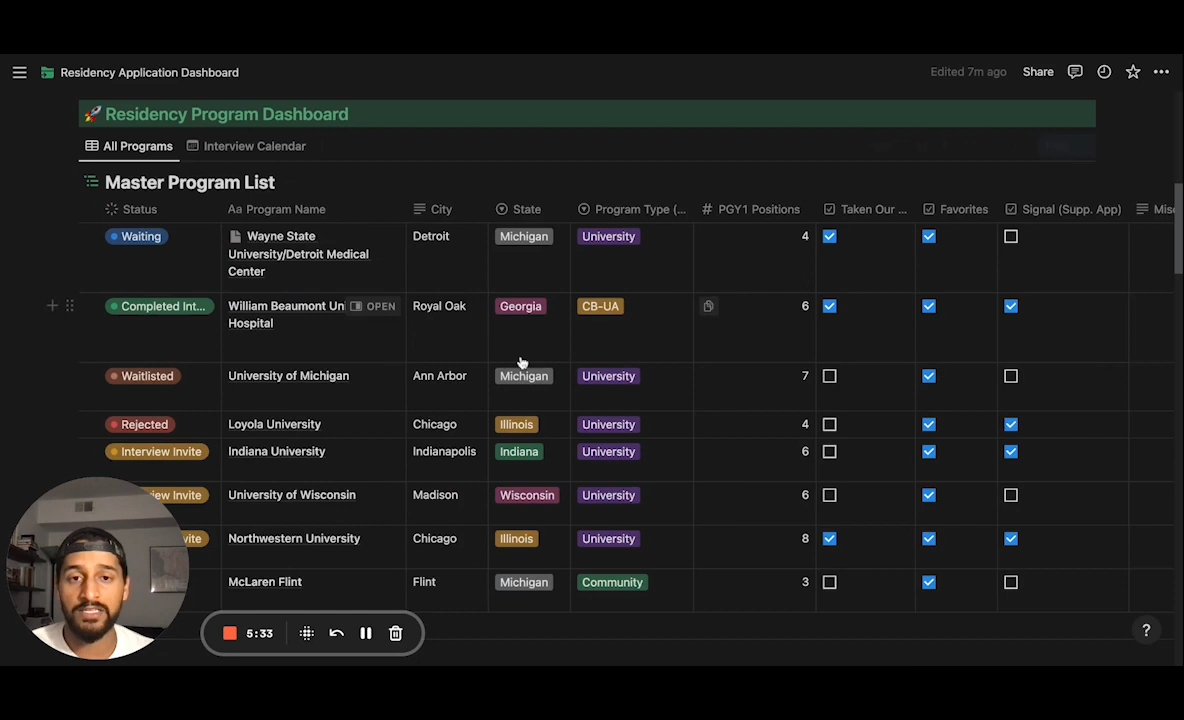 Residency Application Dashboard
Edited 7m ago Share
🚀 Residency Program Dashboard
All Programs Interview Calendar
Master Program List
Status Aa Program Name City State Program Type (... # PGY1 Positions Taken Our ... Favorites Signal (Supp. App) Misc
Waiting Wayne State Detroit Michigan University 4
University/Detroit Medical
Center
Completed Int... William Beaumont Un OPEN Royal Oak Georgia CB-UA 6
Hospital
Waitlisted University of Michigan Ann Arbor Michigan University 7
Rejected Loyola University Chicago Illinois University 4
Interview Invite Indiana University Indianapolis Indiana University 6
view Invite University of Wisconsin Madison Wisconsin University 6
vite Northwestern University Chicago Illinois University 8
McLaren Flint Flint Michigan Community 3
5:33
?